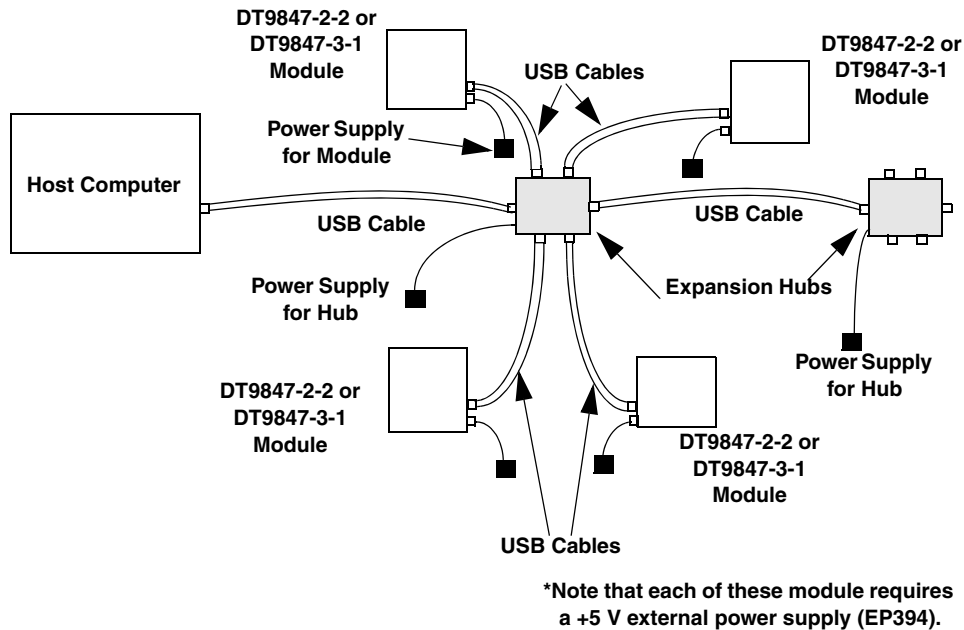 DT9847-2-2 or
DT9847-3-1
Module
USB Cables
DT9847-2-2 or
DT9847-3-1
Module
Power Supply
for Module
Host Computer
USB Cable
USB Cable
Power Supply
for Hub
Expansion Hubs
Power Supply
for Hub
DT9847-2-2 or
DT9847-3-1
Module
DT9847-2-2 or
DT9847-3-1
Module
USB Cables
*Note that each of these module requires
a +5 V external power supply (EP394).